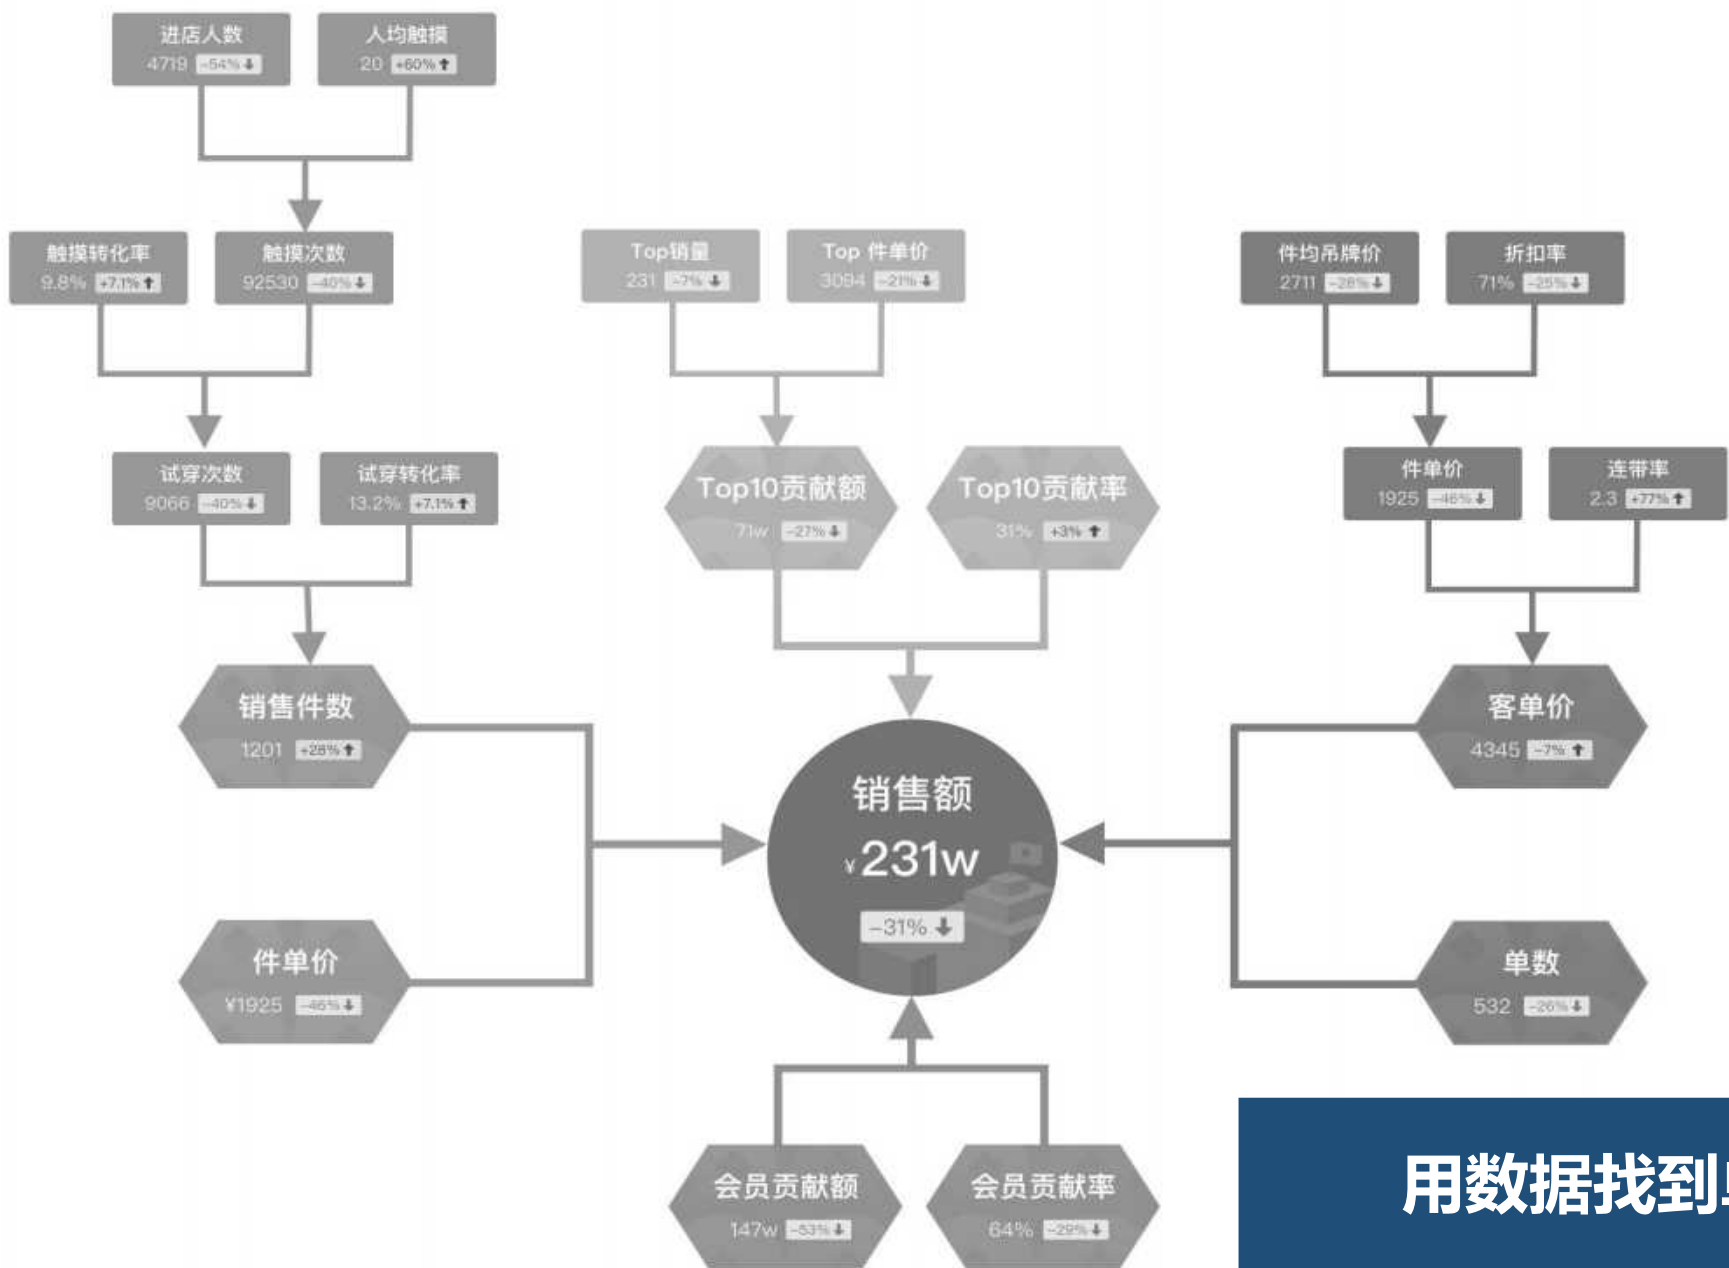 进店人数
4719 -54%
人均触摸
20 +60%
触摸转化率
9.8% +7.1%
触摸次数
92530 -40%
Top销量
231 -7%
Top 件单价
3094 -21%
件均吊牌价
2711 -28%
折扣率
71% -25%
试穿次数
9066 -40%
试穿转化率
13.2% +7.1%
Top10贡献额
71w -27%
Top10贡献率
31% +3%
件单价
1925 -46%
连带率
2.3 +77%
销售件数
1201 +28%
客单价
4345 -7%
销售额
¥231w
-31%
件单价
¥1925 -46%
单数
532 -26%
会员贡献额
147w -53%
会员贡献率
64% -29%
用数据找到